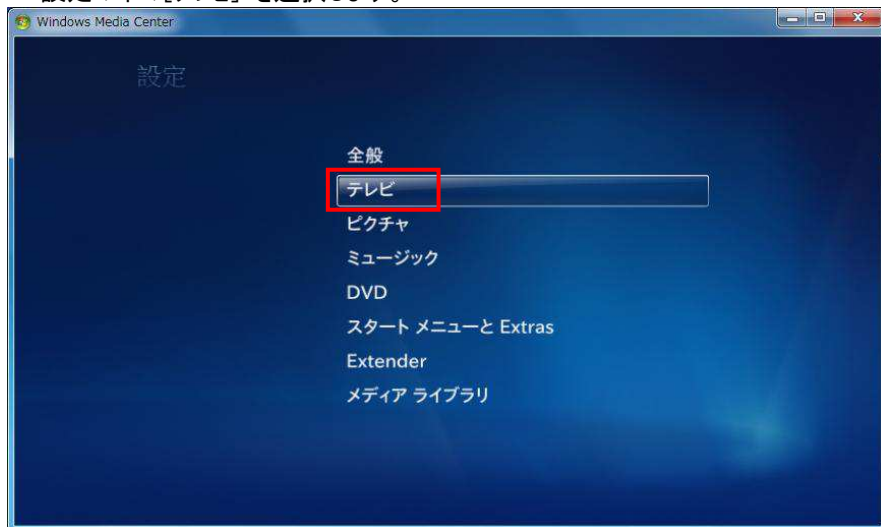 Windows Media Center
設定
全般
テレビ
ピクチャ
ミュージック
DVD
スタート メニューと Extras
Extender
メディア ライブラリ